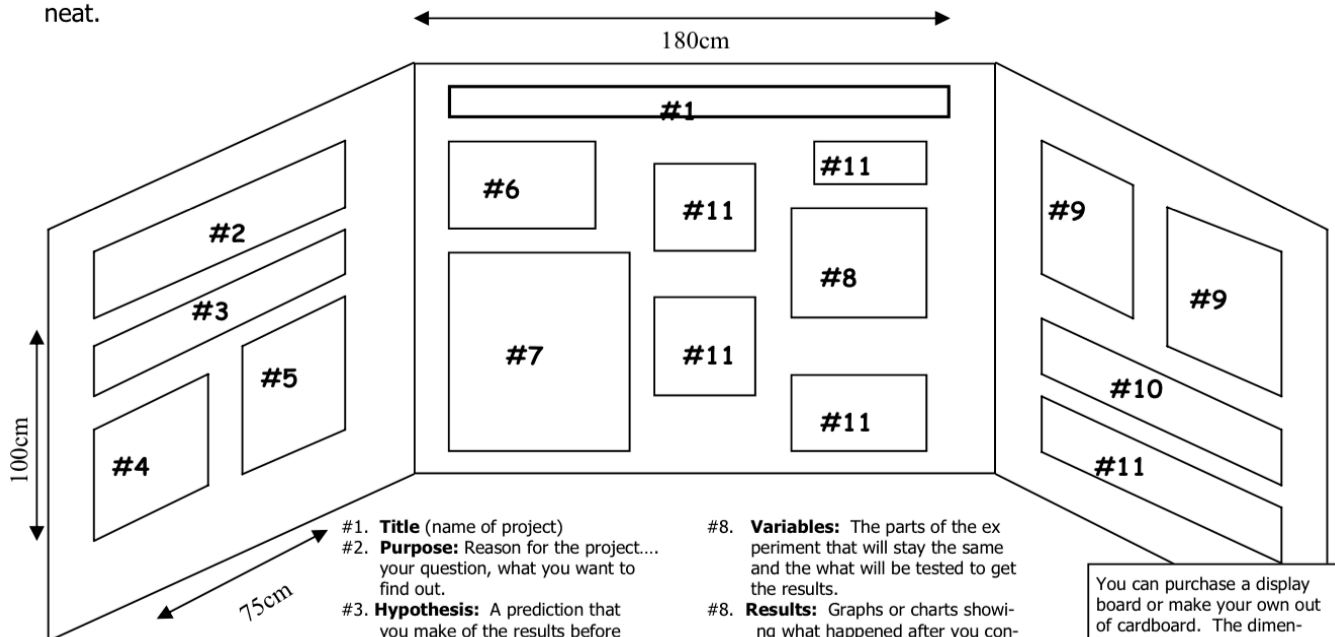 neat.
180cm
#1
#2
#3
#4
#5
100cm
75cm
#6
#7
#11
#11
#11
#8
#11
#9
#9
#10
#11
#1. Title (name of project)
#2. Purpose: Reason for the project....
your question, what you want to
find out.
#3. Hypothesis: A prediction that
you make of the results before
#8. Variables: The parts of the ex
periment that will stay the same
and the what will be tested to get
the results.
#8. Results: Graphs or charts showi-
ng what happened after you con-
You can purchase a display
board or make your own out
of cardboard. The dimen-